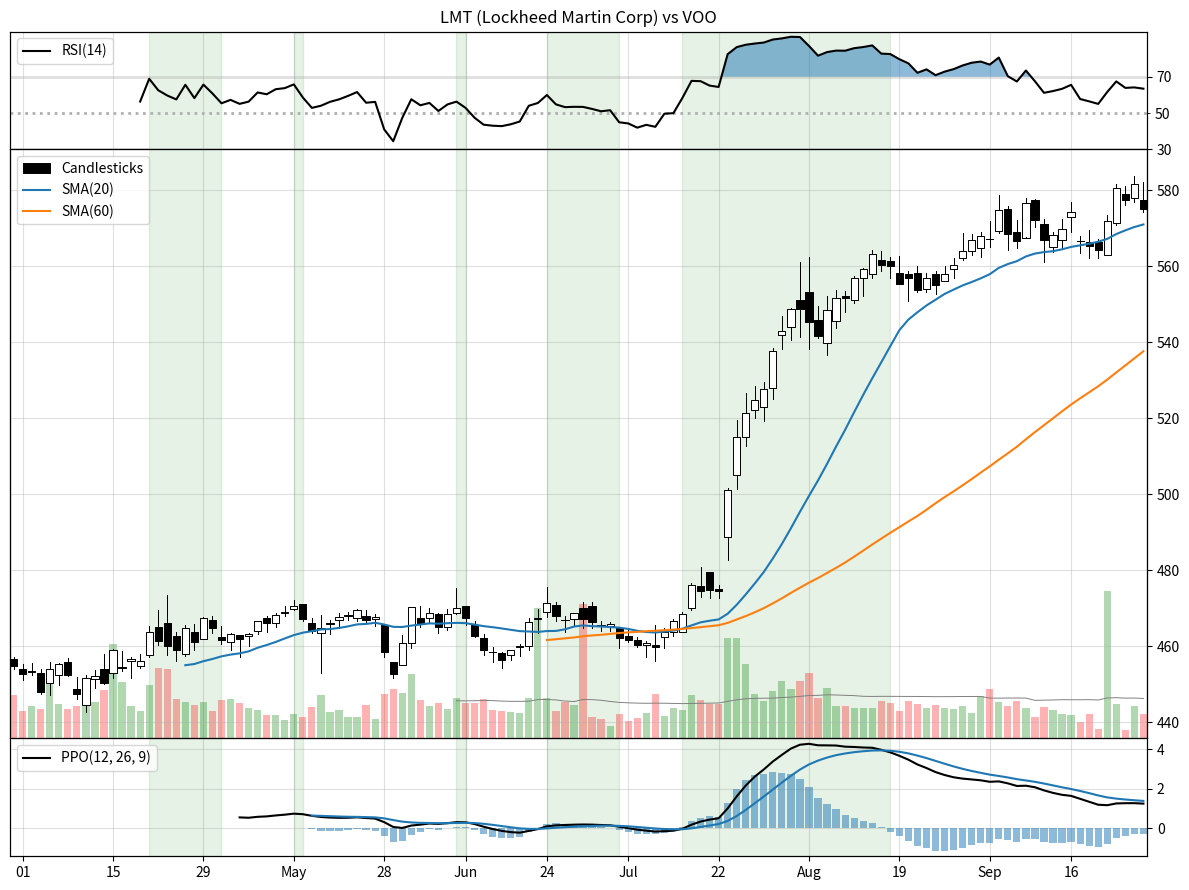 LMT (Lockheed Martin Corp) vs VOO
RSI(14)
70
50
30
Candlesticks
SMA(20)
SMA(60)
580
560
540
520
500
480
460
440
PPO(12, 26, 9)
4
2
0
01 15 29 May 28 Jun 24 Jul 22 Aug 19 Sep 16